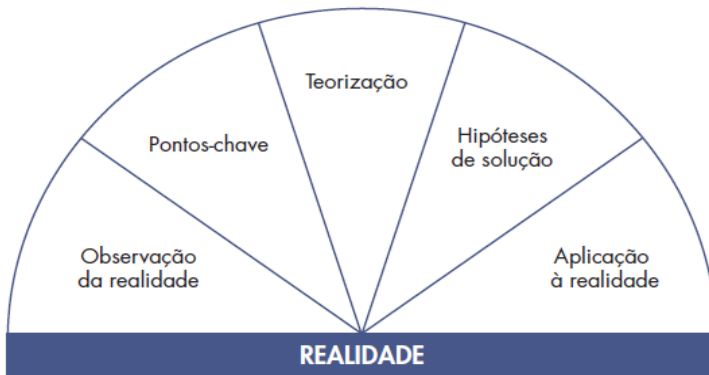 Observação
da realidade
Pontos-chave
Teorização
Hipóteses
de solução
Aplicação
à realidade
REALIDADE